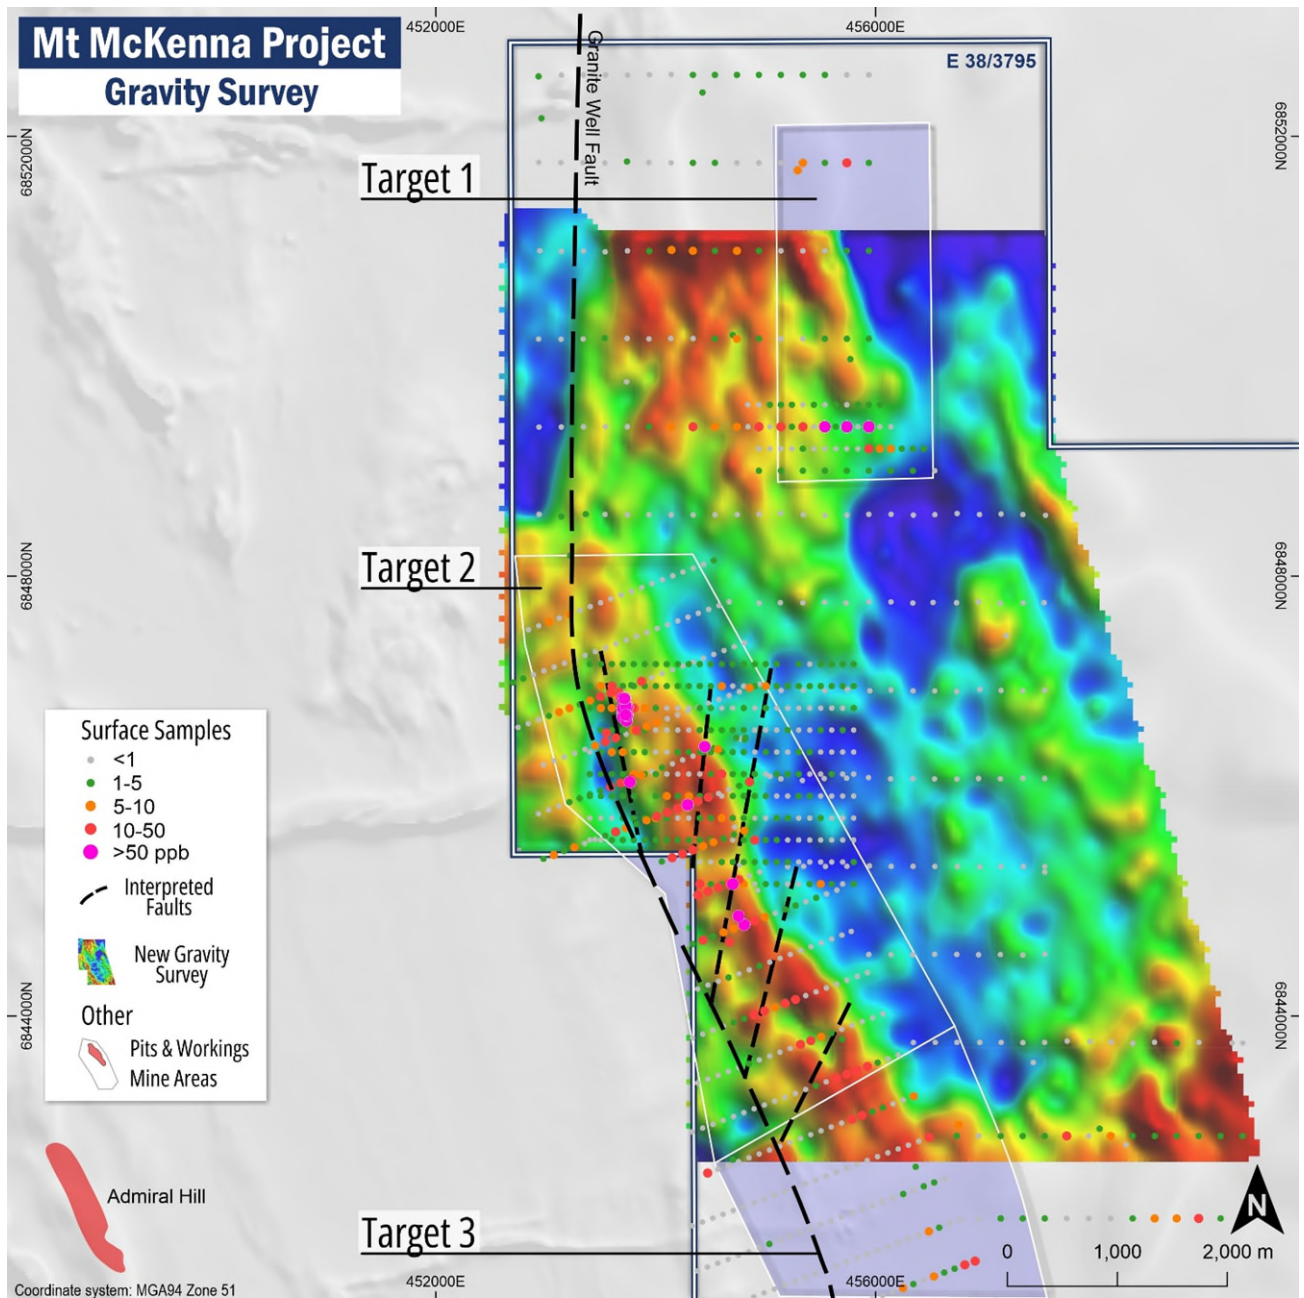 Mt McKenna Project
Gravity Survey
452000E
456000E
Granite Well Fault
E 38/3795
6852000N
6852000N
Target 1
Target 2
6848000N
6848000N
Surface Samples
<1
1-5
5-10
10-50
>50 ppb
Interpreted
Faults
New Gravity
Survey
Other
Pits & Workings
Mine Areas
6844000N
6844000N
Admiral Hill
Target 3
N
0 1,000 2,000 m
452000E
456000E
Coordinate system: MGA94 Zone 51